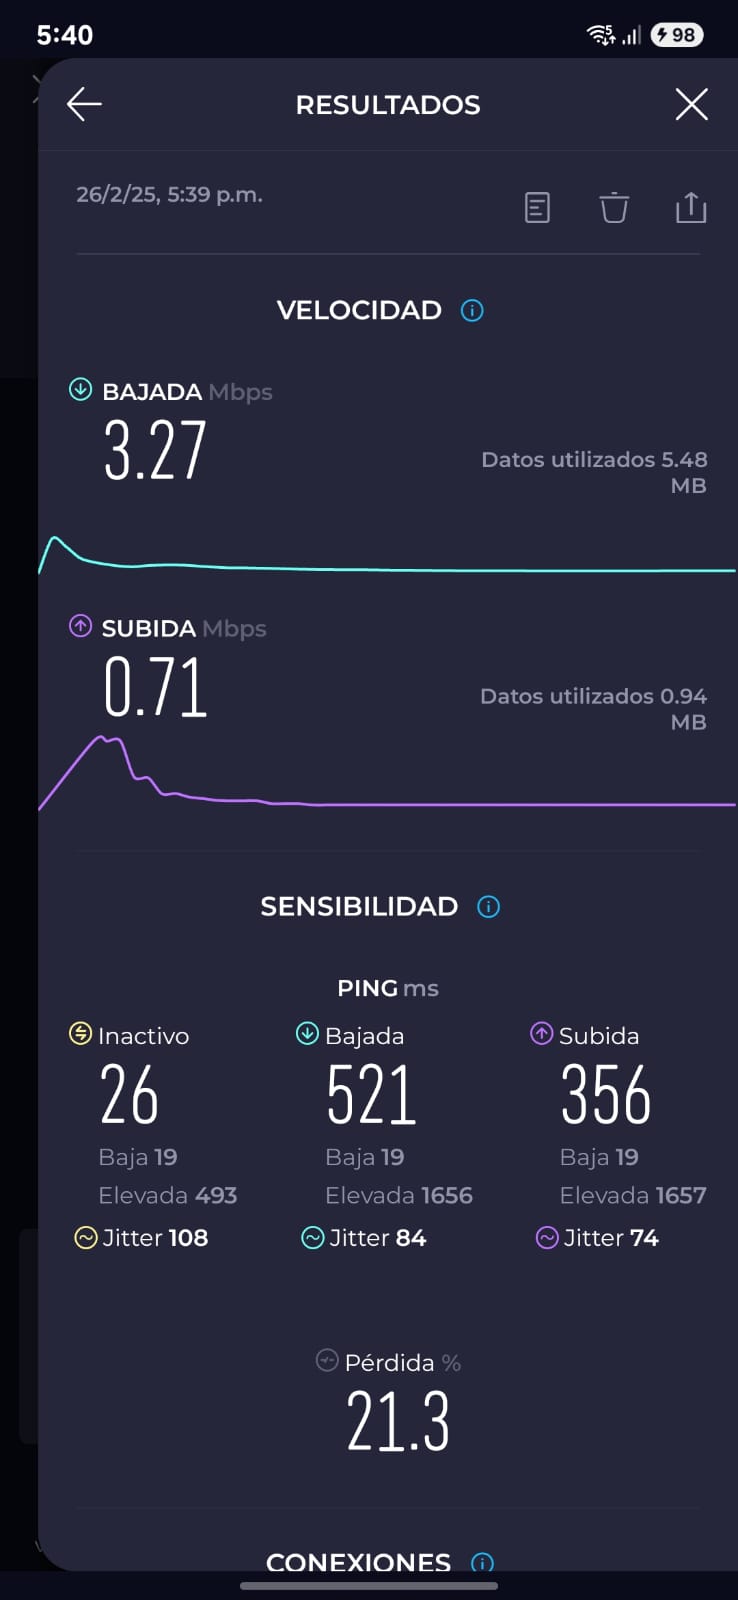 5:40
5
98
RESULTADOS
26/2/25, 5:39 p.m.
VELOCIDAD
BAJADA Mbps
3.27
Datos utilizados 5.48
MB
SUBIDA Mbps
0.71
Datos utilizados 0.94
MB
SENSIBILIDAD
PING ms
Inactivo Bajada Subida
26 521 356
Baja 19 Baja 19 Baja 19
Elevada 493 Elevada 1656 Elevada 1657
Jitter 108 Jitter 84 Jitter 74
Pérdida %
21.3
CONEXIONES